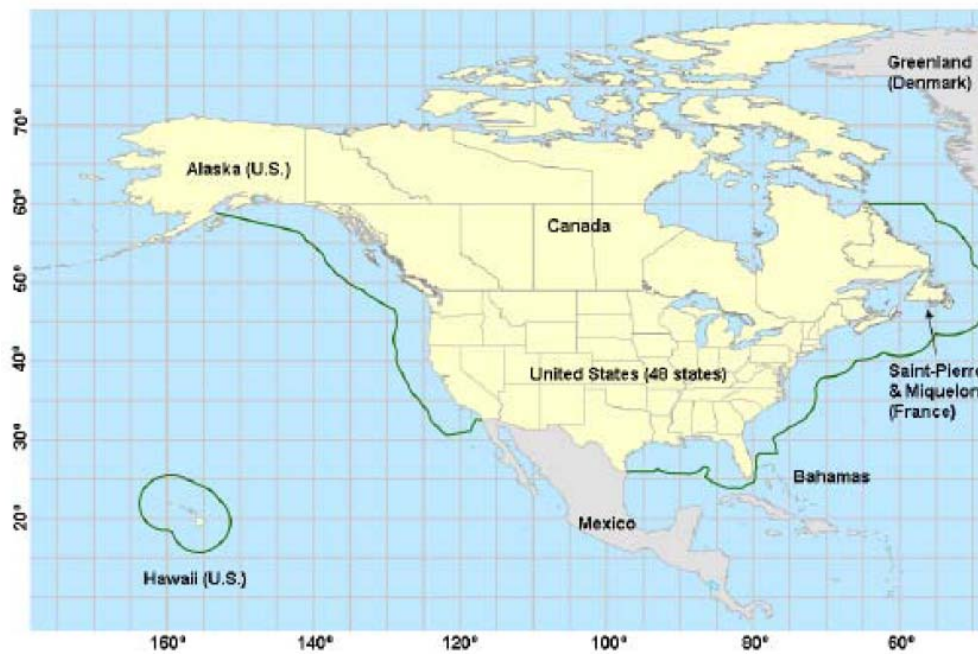 Greenland
(Denmark)
70°
Alaska (U.S.)
60°
Canada
50°
40°
United States (48 states)
Saint-Pierre
& Miquelon
(France)
30°
Bahamas
20°
Mexico
Hawaii (U.S.)
160°
140°
120°
100°
80°
60°